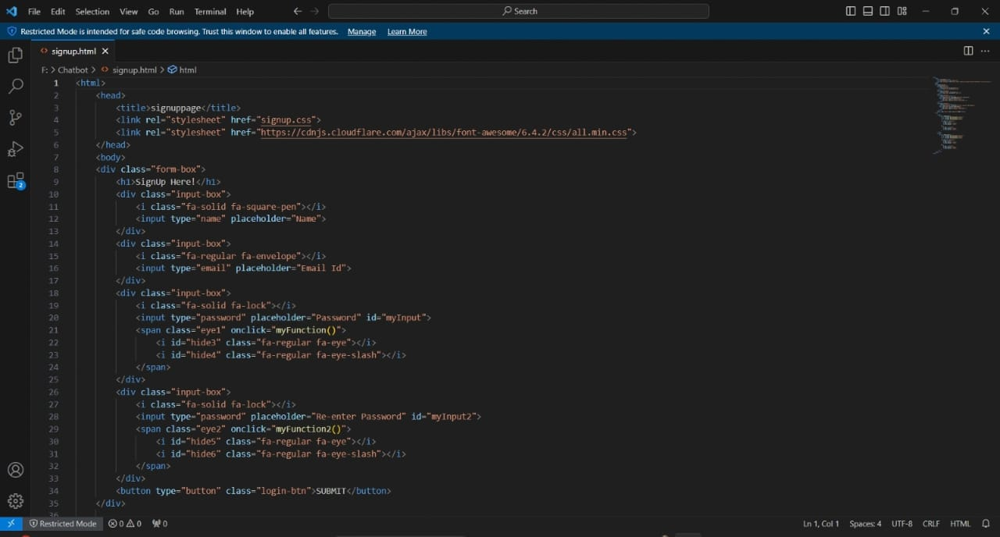 File Edit Selection View Go Run Terminal Help Search
Restricted Mode is intended for safe code browsing. Trust this window to enable all features. Manage Learn More
signup.html
F: > Chatbot > signup.html > html
1 <html>
2 <head>
3 <title>signuppage</title>
4 <link rel="stylesheet" href="signup.css">
5 <link rel="stylesheet" href="https://cdnjs.cloudflare.com/ajax/libs/font-awesome/6.4.2/css/all.min.css">
6 </head>
7 <body>
8 <div class="form-box">
9 <h1>SignUp Here!</h1>
10 <div class="input-box">
11 <i class="fa-solid fa-square-pen"></i>
12 <input type="name" placeholder="Name">
13 </div>
14 <div class="input-box">
15 <i class="fa-regular fa-envelope"></i>
16 <input type="email" placeholder="Email Id">
17 </div>
18 <div class="input-box">
19 <i class="fa-solid fa-lock"></i>
20 <input type="password" placeholder="Password" id="myInput">
21 <span class="eye1" onclick="myFunction()">
22 <i id="hide3" class="fa-regular fa-eye"></i>
23 <i id="hide4" class="fa-regular fa-eye-slash"></i>
24 </span>
25 </div>
26 <div class="input-box">
27 <i class="fa-solid fa-lock"></i>
28 <input type="password" placeholder="Re-enter Password" id="myInput2">
29 <span class="eye2" onclick="myFunction2()">
30 <i id="hide5" class="fa-regular fa-eye"></i>
31 <i id="hide6" class="fa-regular fa-eye-slash"></i>
32 </span>
33 </div>
34 <button type="button" class="login-btn">SUBMIT</button>
35 </div>
36
2
Restricted Mode 0 0 0 Ln 1, Col 1 Spaces: 4 UTF-8 CRLF HTML